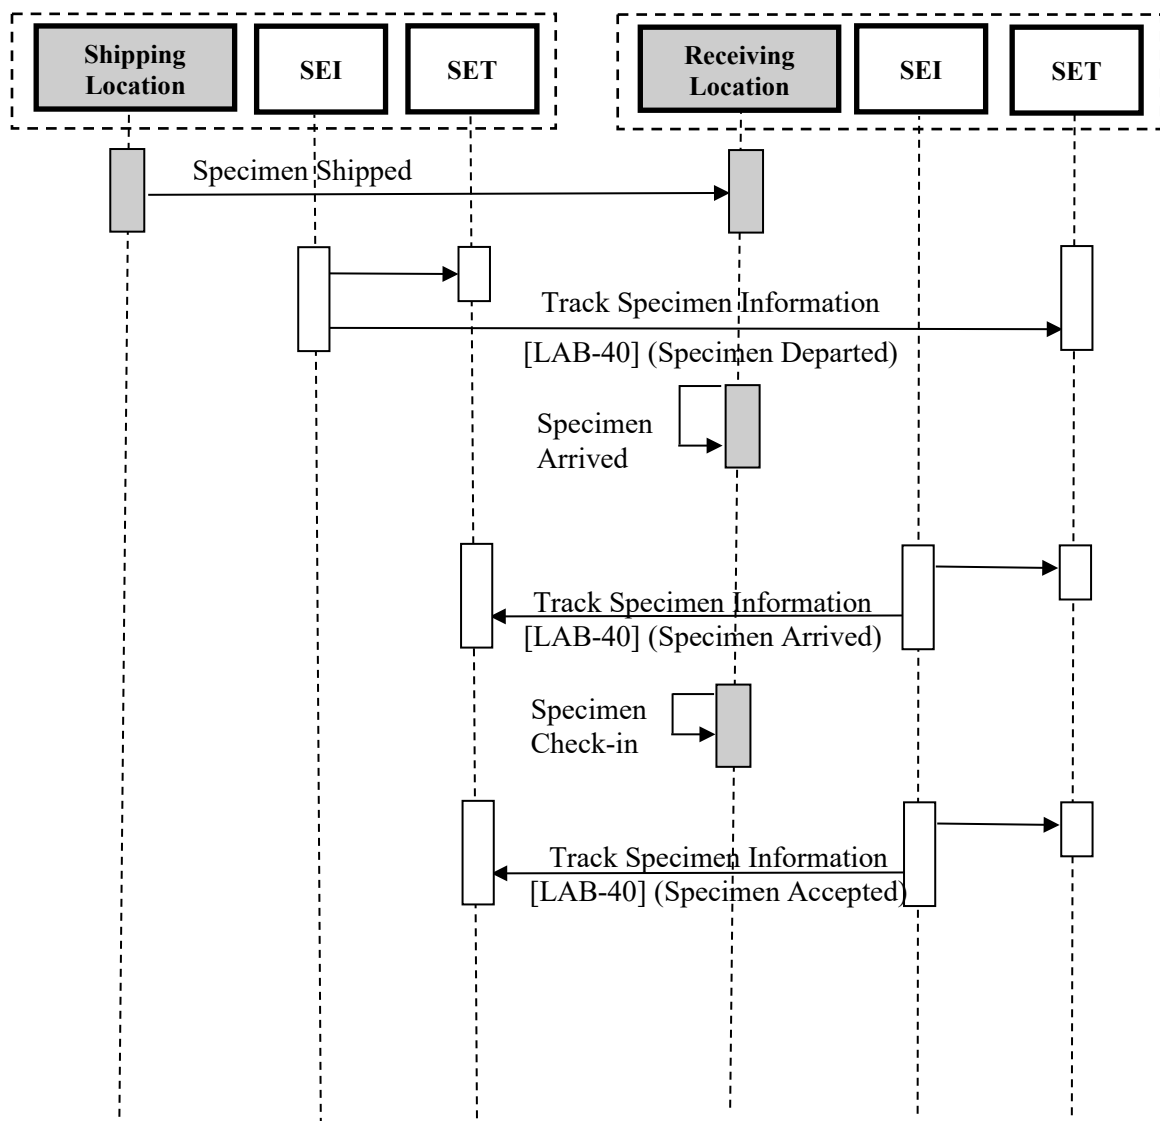 Shipping
Location
SEI
SET
Receiving
Location
SEI
SET
Specimen Shipped
Track Specimen Information
[LAB-40] (Specimen Departed)
Specimen
Arrived
Track Specimen Information
[LAB-40] (Specimen Arrived)
Specimen
Check-in
Track Specimen Information
[LAB-40] (Specimen Accepted)